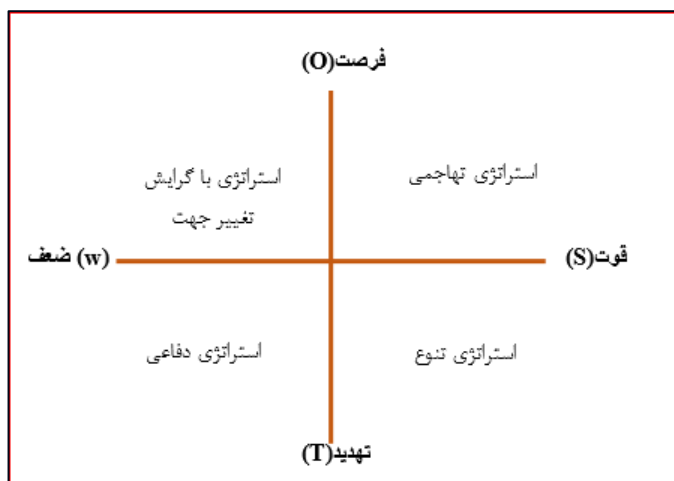 فرصت(O)
استراتژی تهاجمی
استراتژی با گرایش
تغییر جهت
قوت(S)
(w) ضعف
استراتژی تنوع
استراتژی دفاعی
تهدید(T)